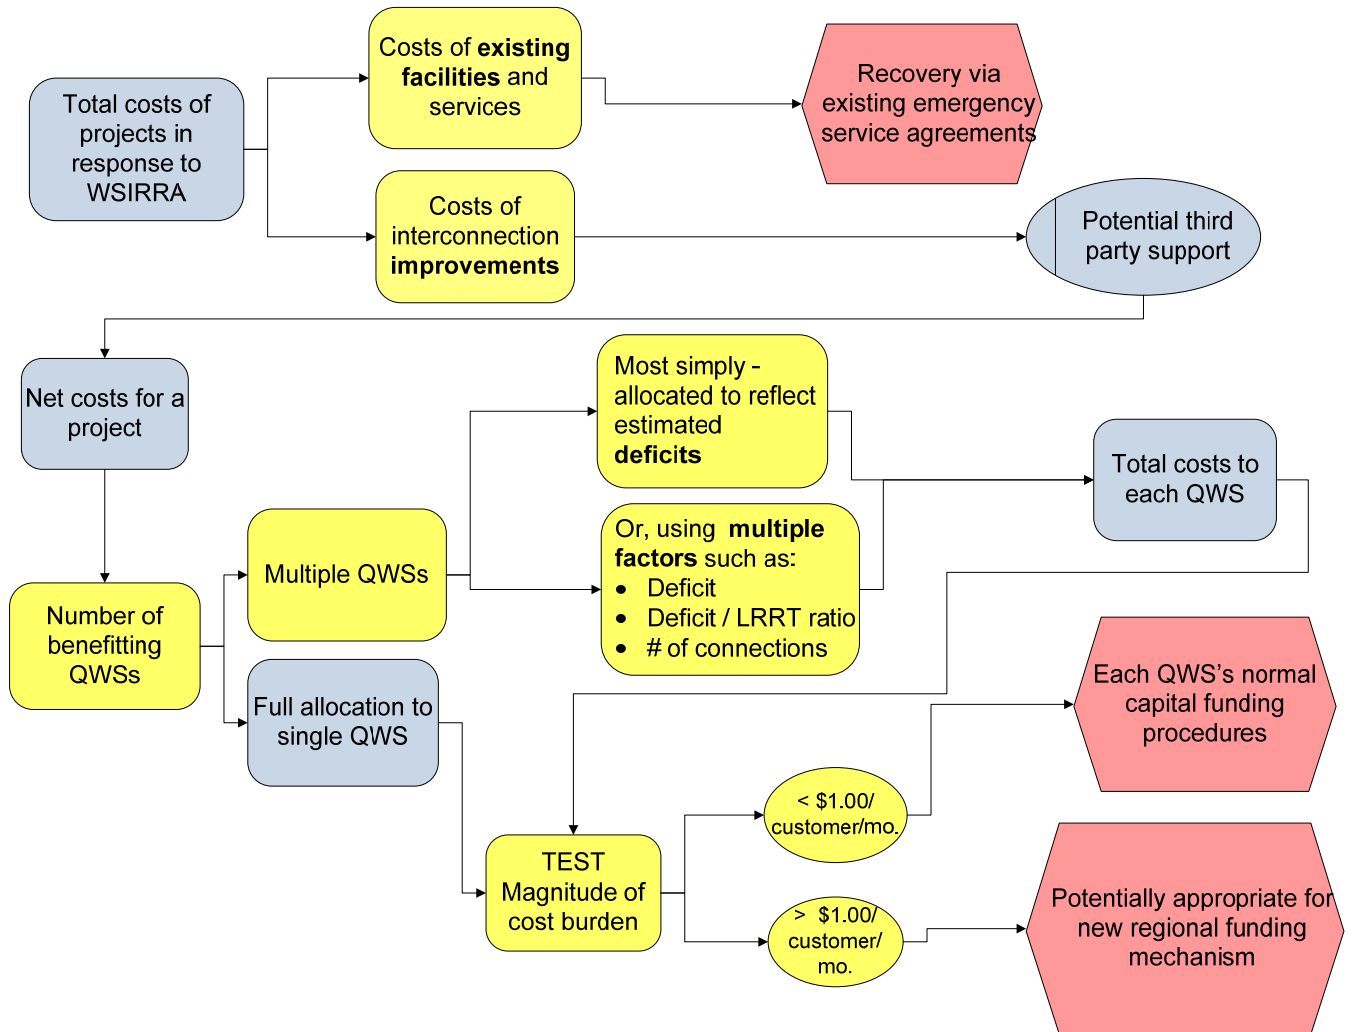 Costs of existing
facilities and
services
Total costs of
projects in
response to
WSIRRA
Recovery via
existing emergency
service agreements
Costs of
interconnection
improvements
Potential third
party support
Net costs for a
project
Most simply -
allocated to reflect
estimated
deficits
Total costs to
each QWS
Or, using multiple
factors such as:
• Deficit
• Deficit / LRRT ratio
• # of connections
Multiple QWSs
Number of
benefitting
QWSs
Full allocation to
single QWS
Each QWS's normal
capital funding
procedures
< $1.00/
customer/mo.
TEST
Magnitude of
cost burden
> $1.00/
customer/
mo.
Potentially appropriate for
new regional funding
mechanism